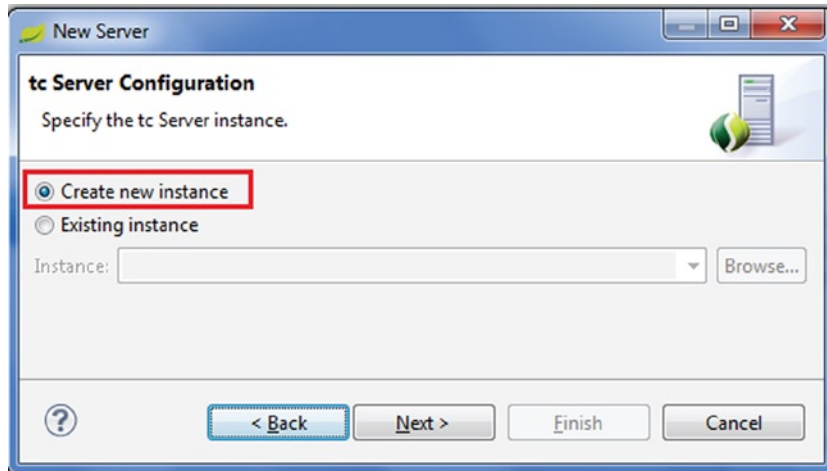 New Server
tc Server Configuration
Specify the tc Server instance.
Create new instance
Existing instance
Instance:
Browse...
?
< Back
Next >
Finish
Cancel